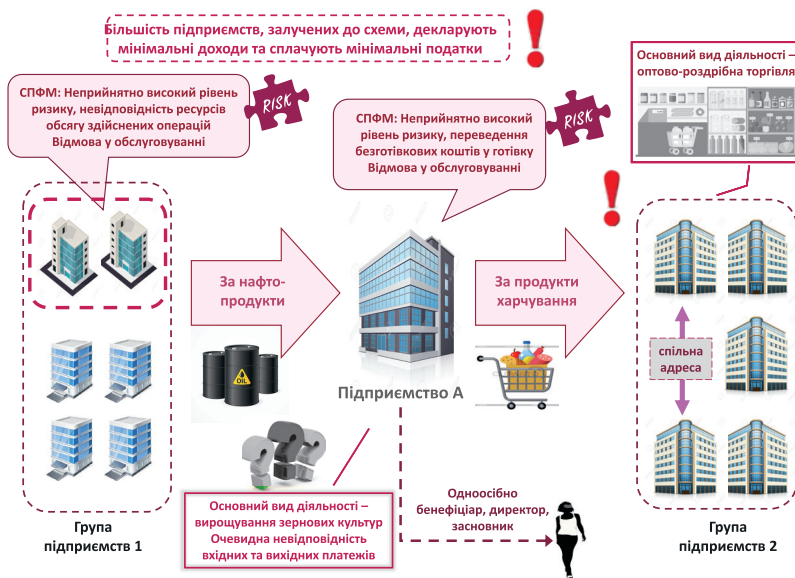 Більшість підприємств, залучених до схеми, декларують
мінімальні доходи та сплачують мінімальні податки
Основний вид діяльності –
оптово-роздрібна торгівля
СПФМ: Неприйнятно високий рівень
ризику, невідповідність ресурсів
обсягу здійснених операцій
Відмова у обслуговуванні
RISK
СПФМ: Неприйнятно високий
рівень ризику, переведення
безготівкових коштів у готівку
Відмова у обслуговуванні
RISK
За нафто-
продукти
За продукти
харчування
OIL
спільна
адреса
Підприємство А
Основний вид діяльності –
вирощування зернових культур
Очевидна невідповідність
вхідних та вихідних платежів
Одноосібно
бенефіціар, директор,
засновник
Група
підприємств 1
Група
підприємств 2